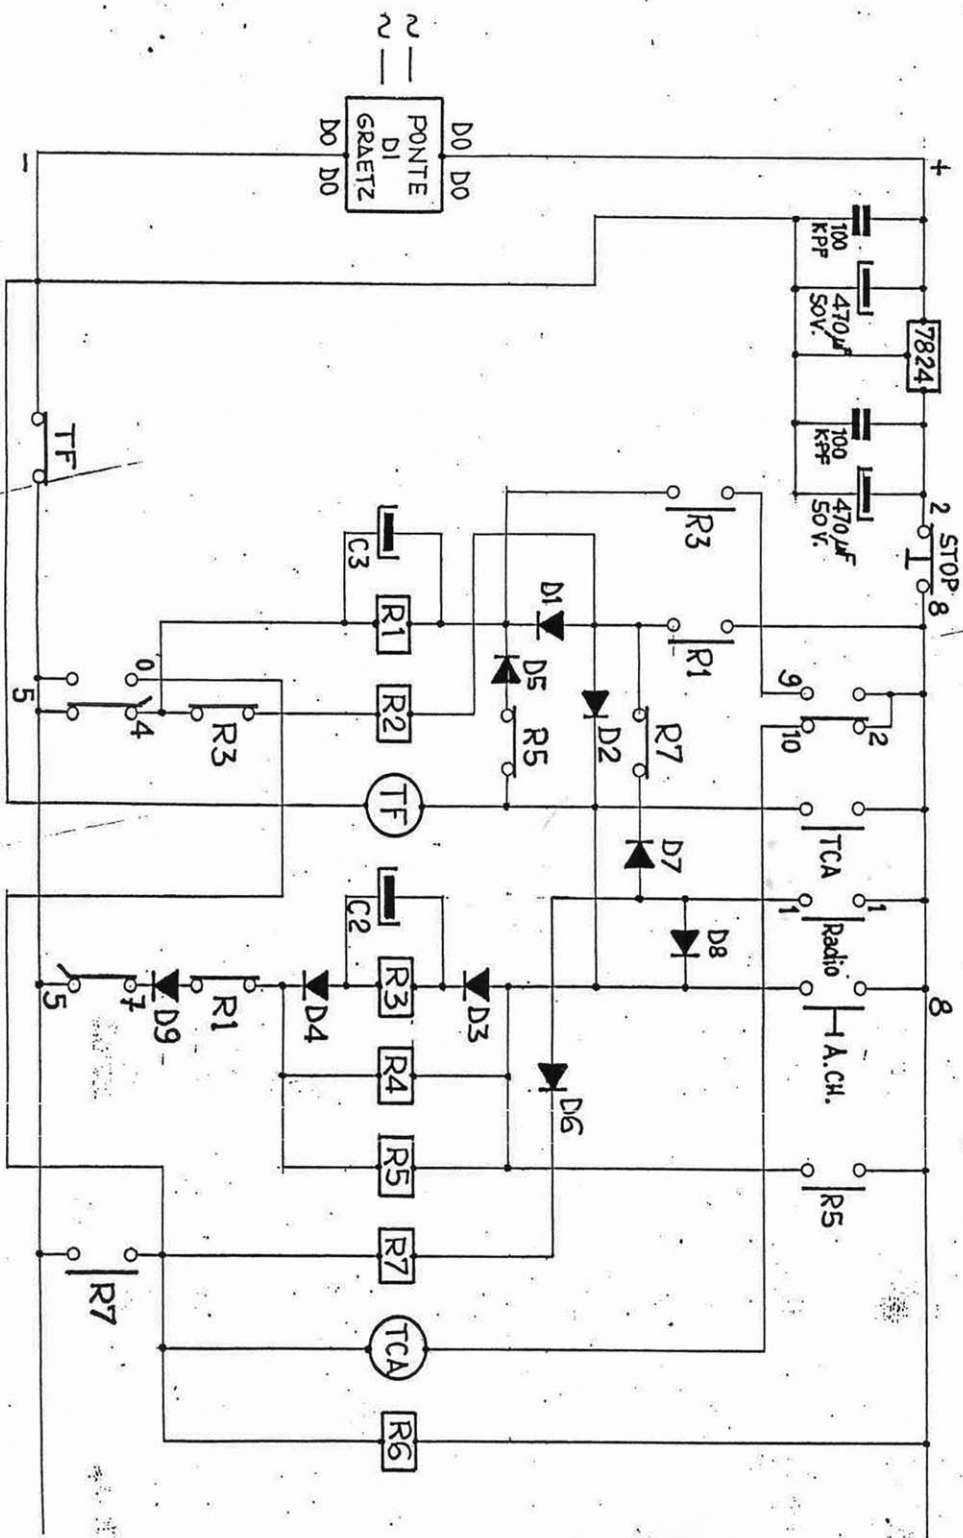 +
PONTE
DI
GRAETZ
DO DO
DO DO
~
~
-
100
KPP
470µF
50V.
7824
100
KPF
470µF
50V.
2
STOP
8
TF
R3
C3
R1
D1
R1
D5
R5
R2
D2
R7
9
10
2
0
5
4
R3
TF
TCA
D7
1
1
Radio
D8
C2
R3
D3
D4
R1
D9
7
5
8
A.CH.
R4
D6
R5
R5
R7
R7
TCA
R6